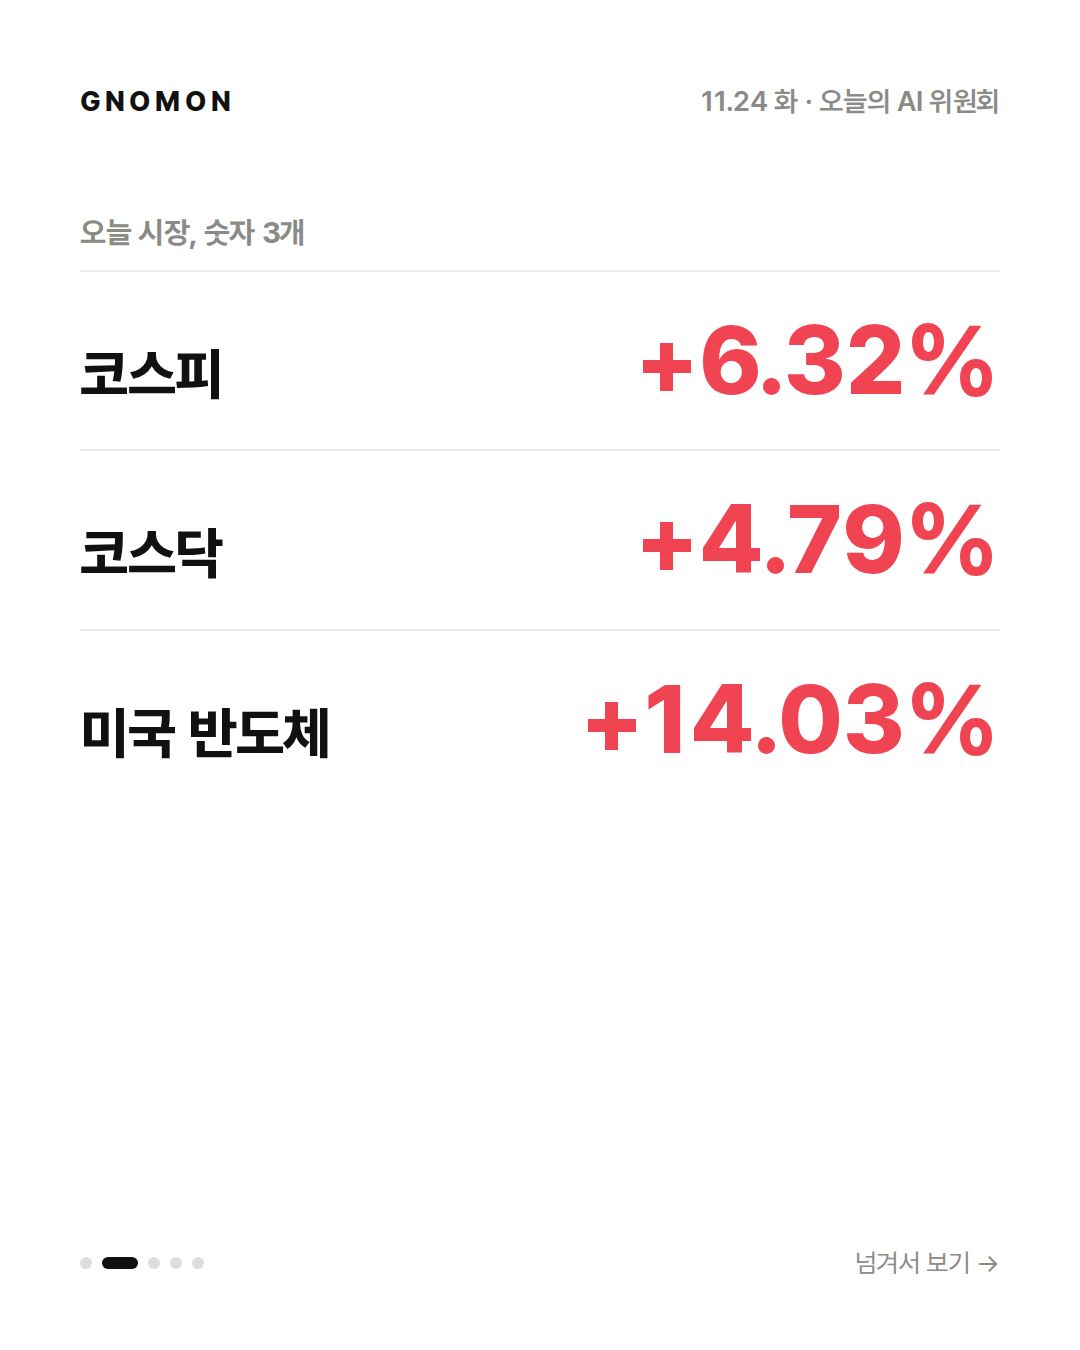 GNOMON
11.24 화 · 오늘의 AI 위원회
오늘 시장, 숫자 3개
코스피 +6.32%
코스닥 +4.79%
미국 반도체 +14.03%
넘겨서 보기 →